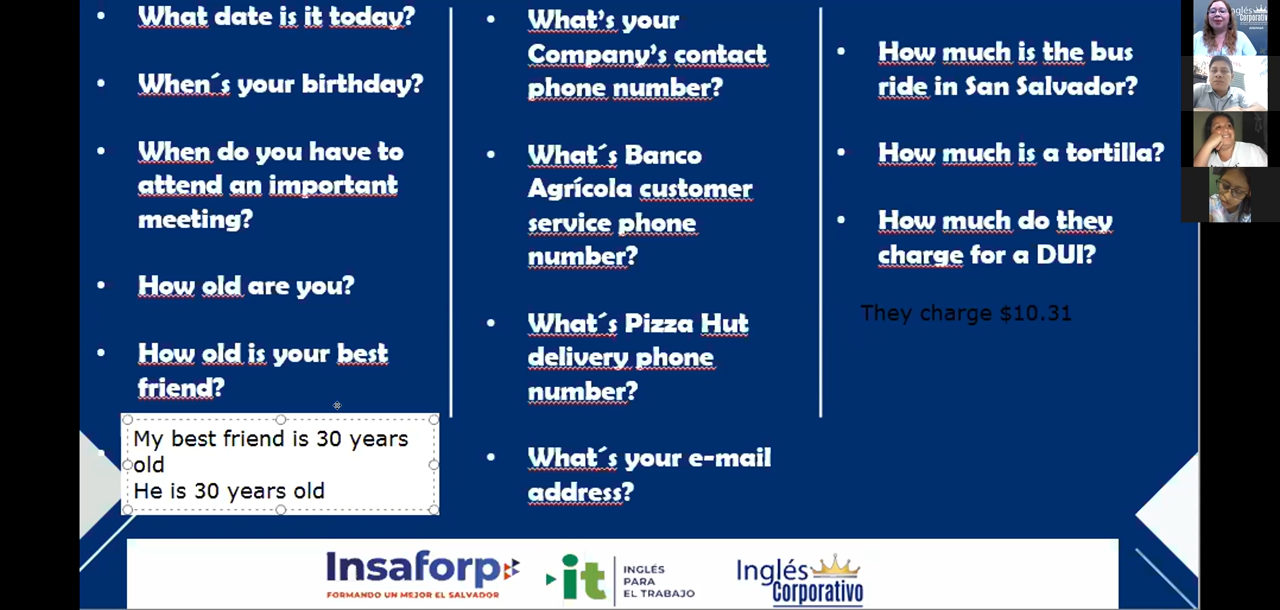 What date is it today?
When´s your birthday?
When do you have to
attend an important
meeting?
How old are you?
How old is your best
friend?
My best friend is 30 years
old
He is 30 years old
What's your
Company's contact
phone number?
What´s Banco
Agrícola customer
service phone
number?
What´s Pizza Hut
delivery phone
number?
What´s your e-mail
address?
How much is the bus
ride in San Salvador?
How much is a tortilla?
How much do they
charge for a DUI?
They charge $10.31
Insaforp
FORMANDO UN MEJOR EL SALVADOR
it
INGLÉS
PARA
EL TRABAJO
Inglés
Corporativo
Inglés
Corporativo